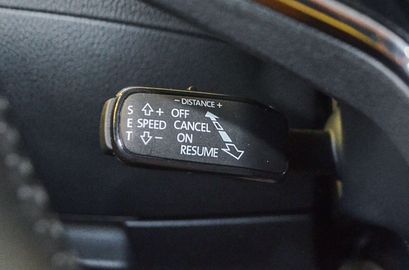 − DISTANCE +
S ⇧+ OFF
E SPEED CANCEL
T ⇩− ON
RESUME